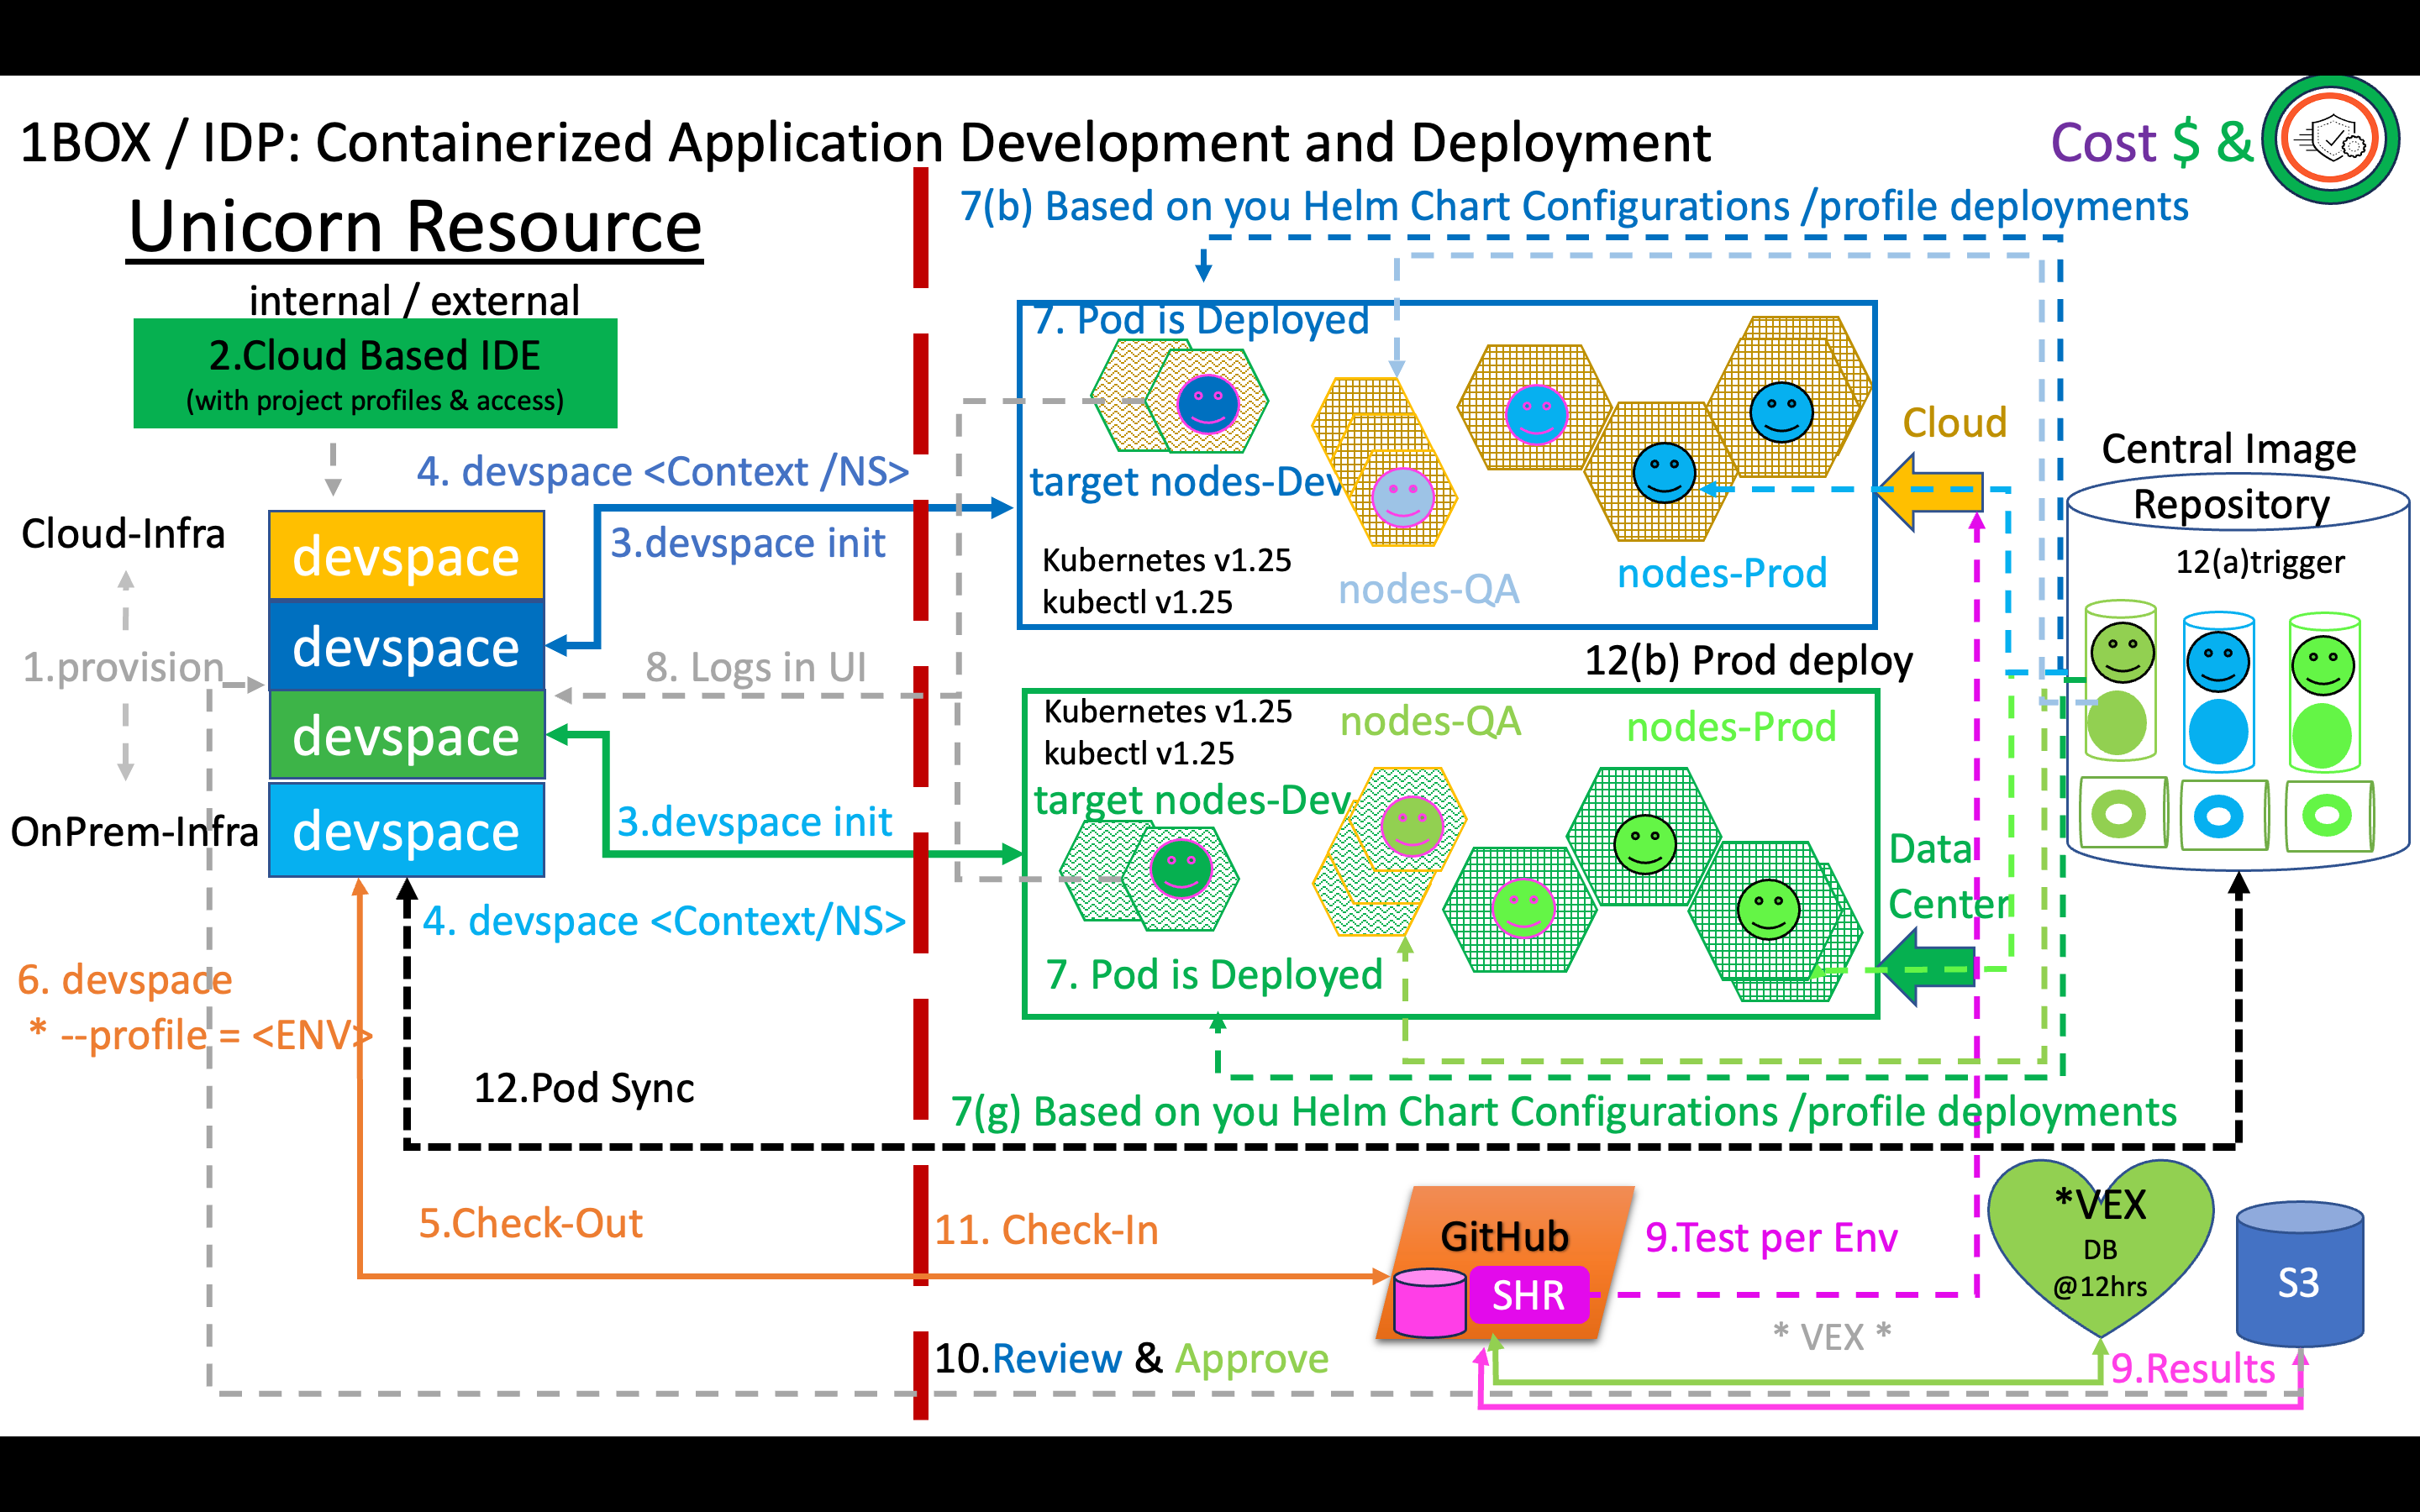 1BOX / IDP: Containerized Application Development and Deployment
Cost $ &
Unicorn Resource
internal / external
2.Cloud Based IDE
(with project profiles & access)
7(b) Based on you Helm Chart Configurations /profile deployments
7. Pod is Deployed
4. devspace <Context /NS>
target nodes-Dev
Cloud
Central Image
Repository
Cloud-Infra
devspace
3.devspace init
Kubernetes v1.25
kubectl v1.25
nodes-QA
nodes-Prod
12(a)trigger
1.provision
devspace
8. Logs in UI
12(b) Prod deploy
devspace
Kubernetes v1.25
kubectl v1.25
nodes-QA
nodes-Prod
OnPrem-Infra
devspace
3.devspace init
target nodes-Dev
Data
Center
4. devspace <Context/NS>
7. Pod is Deployed
6. devspace
* --profile = <ENV>
12.Pod Sync
7(g) Based on you Helm Chart Configurations /profile deployments
5.Check-Out
11. Check-In
GitHub
SHR
9.Test per Env
*VEX
DB
@12hrs
S3
* VEX *
10.Review & Approve
9.Results